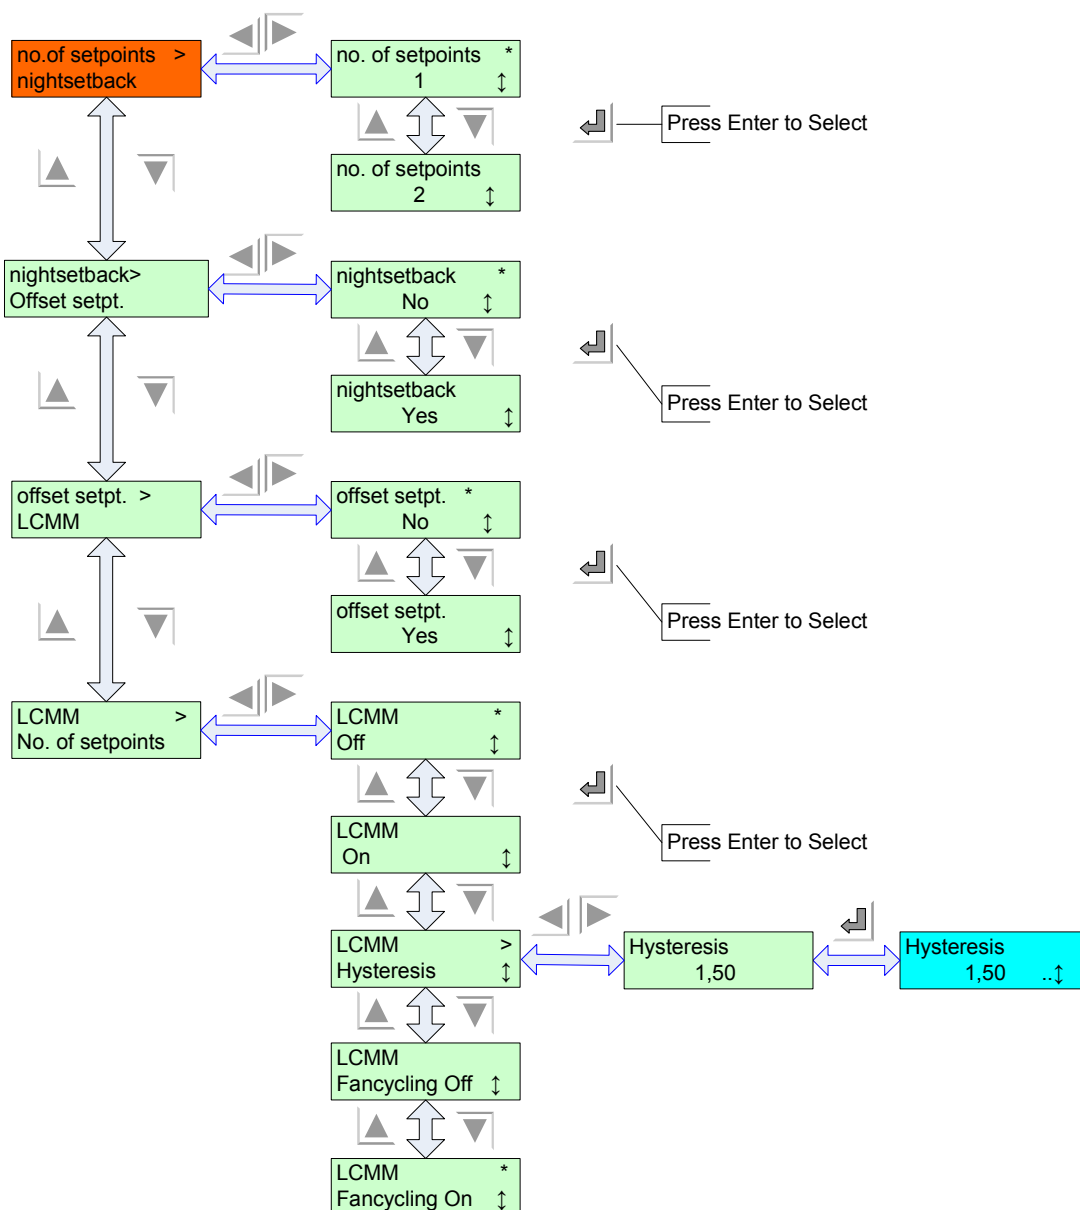 no.of setpoints >
nightsetback
no. of setpoints *
1 ↕
Press Enter to Select
no. of setpoints
2 ↕
nightsetback>
Offset setpt.
nightsetback *
No ↕
nightsetback
Yes ↕
Press Enter to Select
offset setpt. >
LCMM
offset setpt. *
No ↕
offset setpt.
Yes ↕
Press Enter to Select
LCMM >
No. of setpoints
LCMM *
Off ↕
LCMM
On ↕
Press Enter to Select
LCMM >
Hysteresis ↕
Hysteresis
1,50
Hysteresis
1,50 ..↕
LCMM
Fancycling Off ↕
LCMM *
Fancycling On ↕